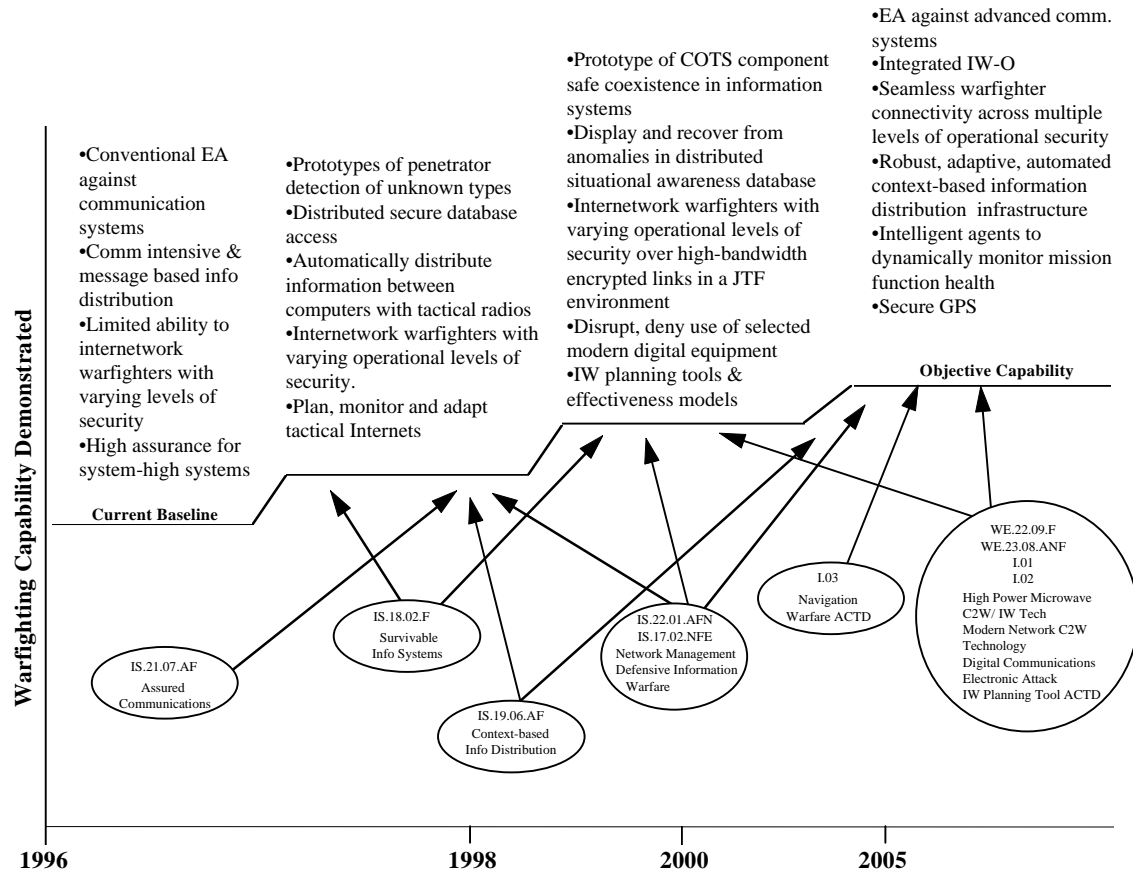 •Conventional EA
against
communication
systems
•Comm intensive &
message based info
distribution
•Limited ability to
internetwork
warfighters with
varying levels of
security
•High assurance for
system-high systems
•Prototypes of penetrator
detection of unknown types
•Distributed secure database
access
•Automatically distribute
information between
computers with tactical radios
•Internetwork warfighters with
varying operational levels of
security.
•Plan, monitor and adapt
tactical Internets
•Prototype of COTS component
safe coexistence in information
systems
•Display and recover from
anomalies in distributed
situational awareness database
•Internetwork warfighters with
varying operational levels of
security over high-bandwidth
encrypted links in a JTF
environment
•Disrupt, deny use of selected
modern digital equipment
•IW planning tools &
effectiveness models
•EA against advanced comm.
systems
•Integrated IW-O
•Seamless warfighter
connectivity across multiple
levels of operational security
•Robust, adaptive, automated
context-based information
distribution infrastructure
•Intelligent agents to
dynamically monitor mission
function health
•Secure GPS
Warfighting Capability Demonstrated
Current Baseline
Objective Capability
IS.21.07.AF
Assured
Communications
IS.18.02.F
Survivable
Info Systems
IS.19.06.AF
Context-based
Info Distribution
IS.22.01.AFN
IS.17.02.NFE
Network Management
Defensive Information
Warfare
I.03
Navigation
Warfare ACTD
WE.22.09.F
WE.23.08.ANF
I.01
I.02
High Power Microwave
C2W/ IW Tech
Modern Network C2W
Technology
Digital Communications
Electronic Attack
IW Planning Tool ACTD
1996
1998
2000
2005